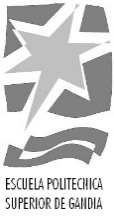 ESCUELA POLITECNICA
SUPERIOR DE GANDIA